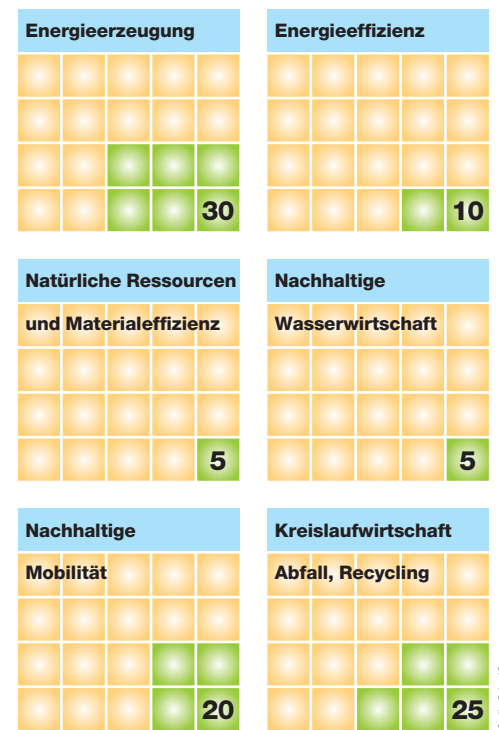 Energieerzeugung
30
Energieeffizienz
10
Natürliche Ressourcen
und Materialeffizienz
5
Nachhaltige
Wasserwirtschaft
5
Nachhaltige
Mobilität
20
Kreislaufwirtschaft
Abfall, Recycling
25